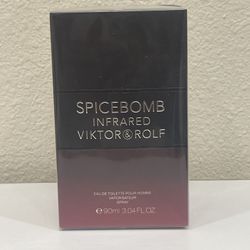 SPICEBOMB
INFRARED
VIKTOR&ROLF
EAU DE TOILETTE POUR HOMME
VAPORISATEUR
SPRAY
℮90ml 3.04 FL.OZ